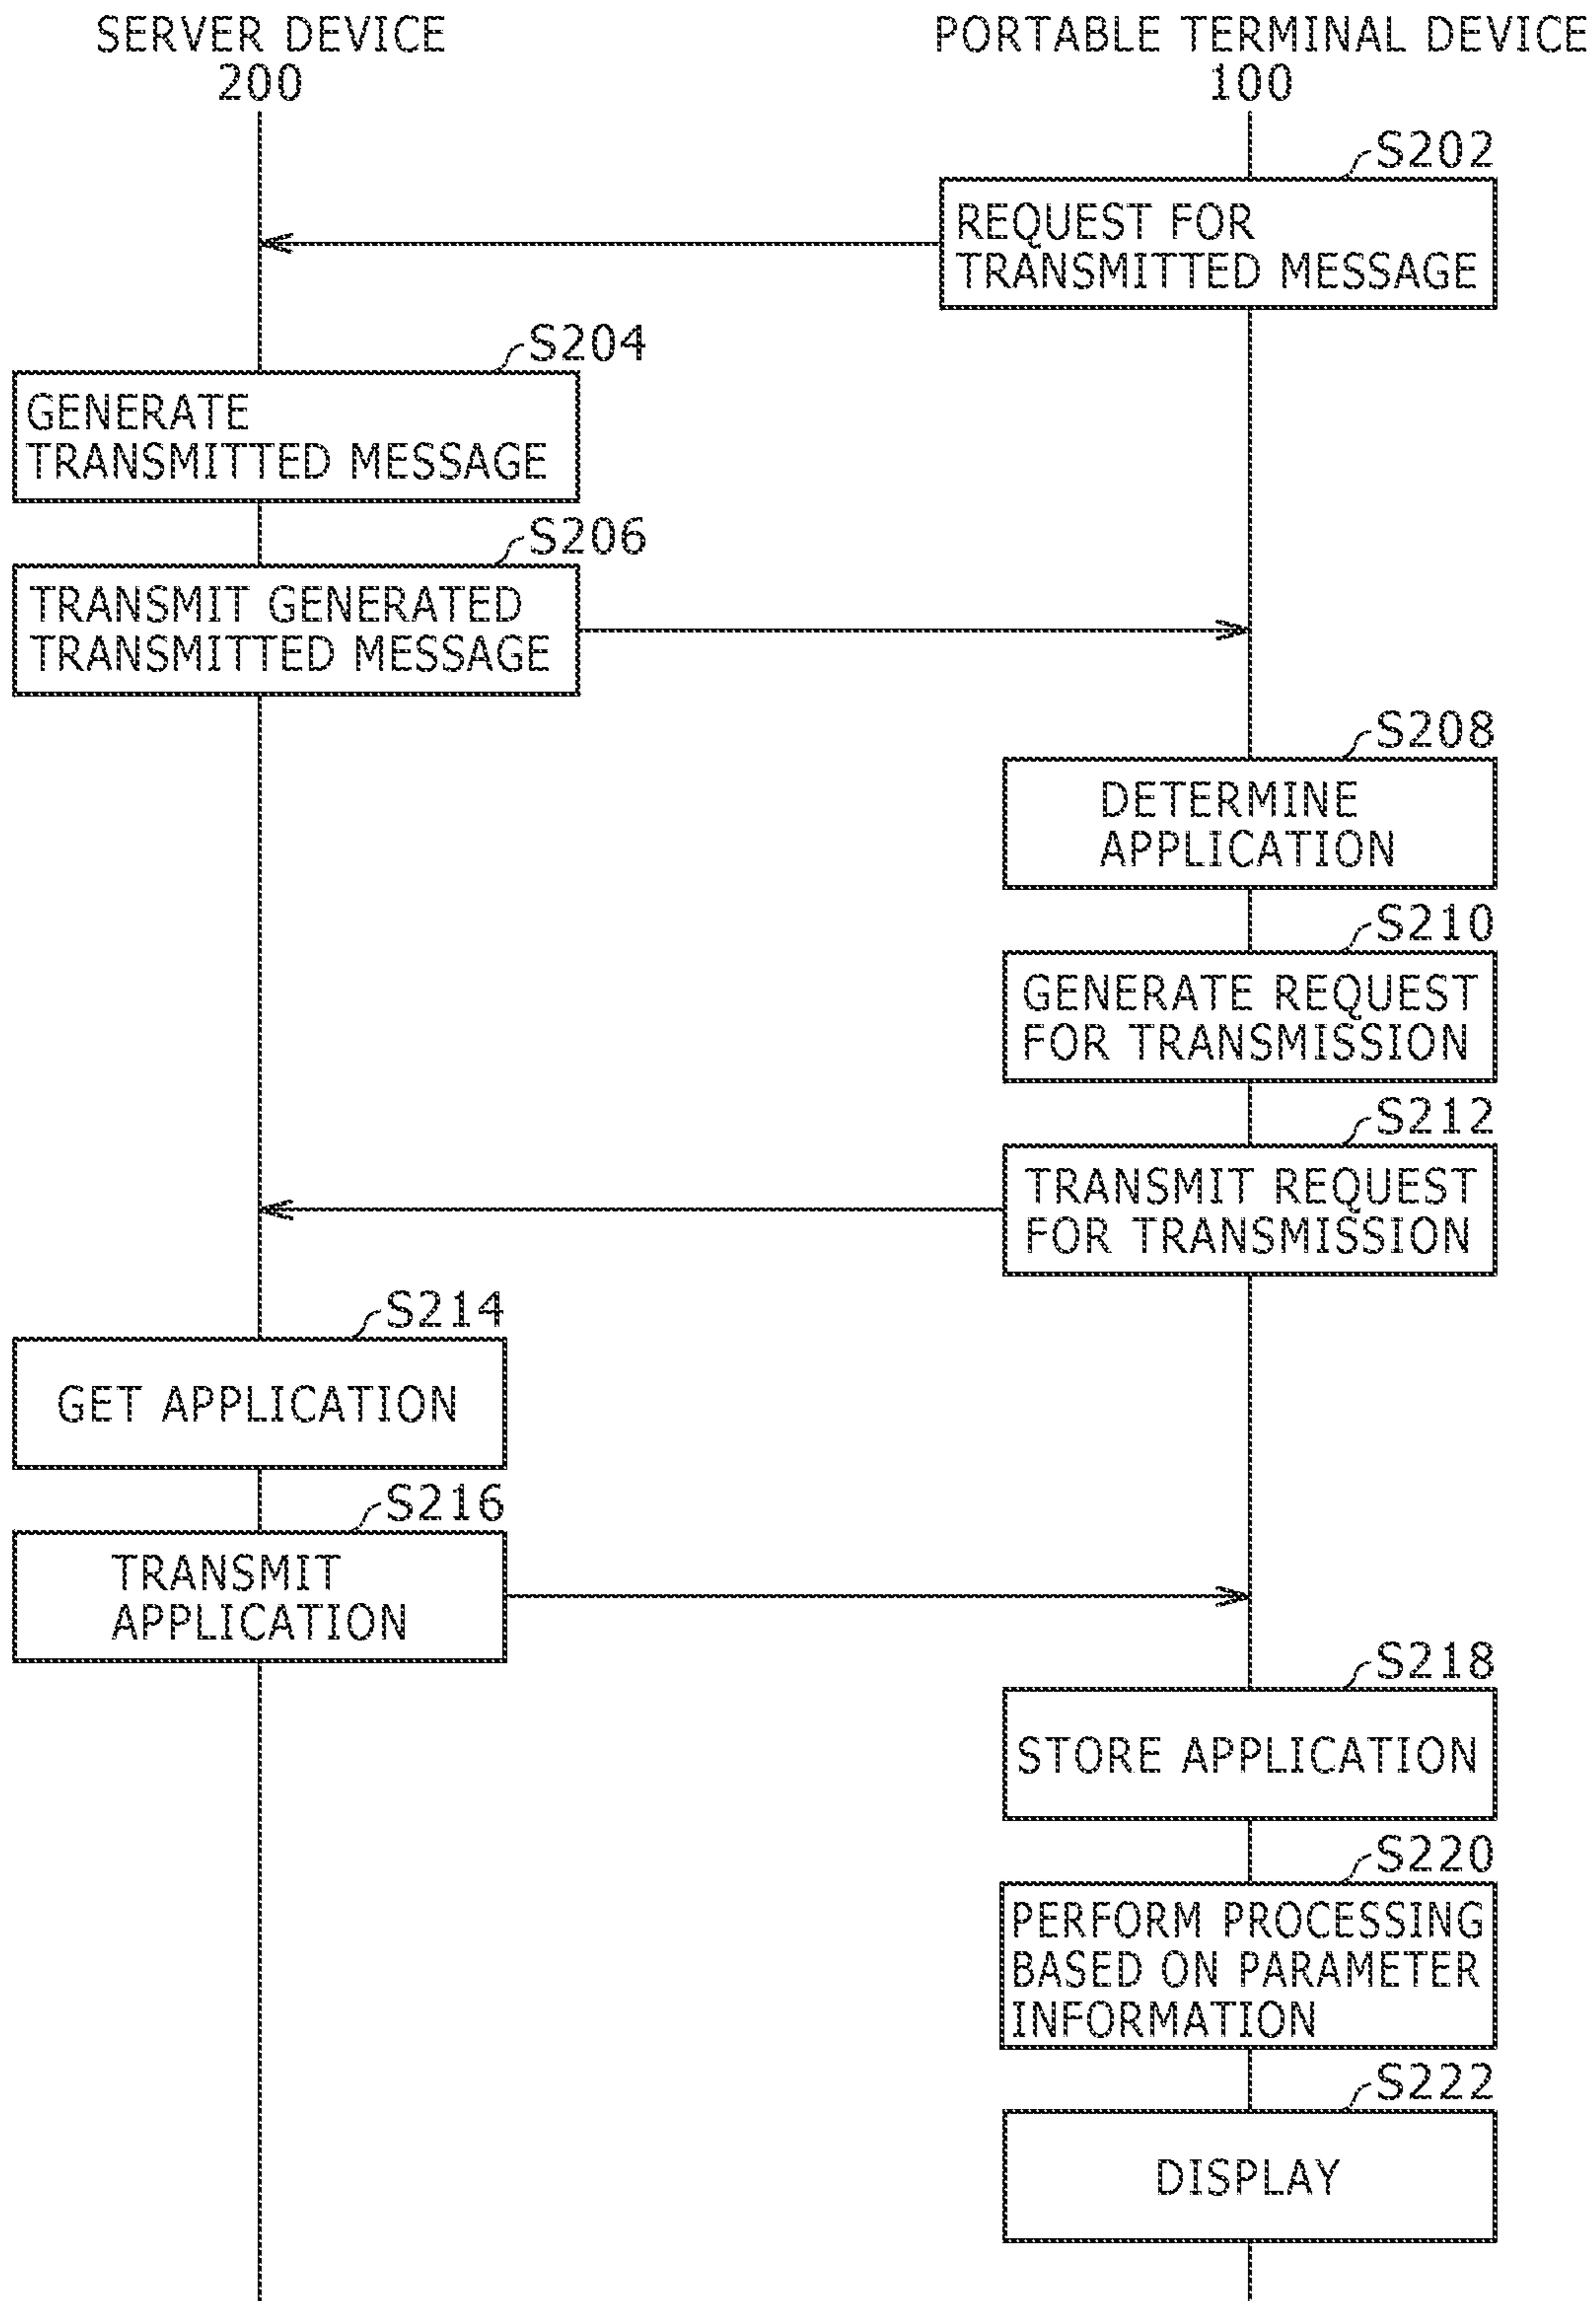 SERVER DEVICE
200
PORTABLE TERMINAL DEVICE
100
S202
REQUEST FOR
TRANSMITTED MESSAGE
S204
GENERATE
TRANSMITTED MESSAGE
S206
TRANSMIT GENERATED
TRANSMITTED MESSAGE
S208
DETERMINE
APPLICATION
S210
GENERATE REQUEST
FOR TRANSMISSION
S212
TRANSMIT REQUEST
FOR TRANSMISSION
S214
GET APPLICATION
S216
TRANSMIT
APPLICATION
S218
STORE APPLICATION
S220
PERFORM PROCESSING
BASED ON PARAMETER
INFORMATION
S222
DISPLAY